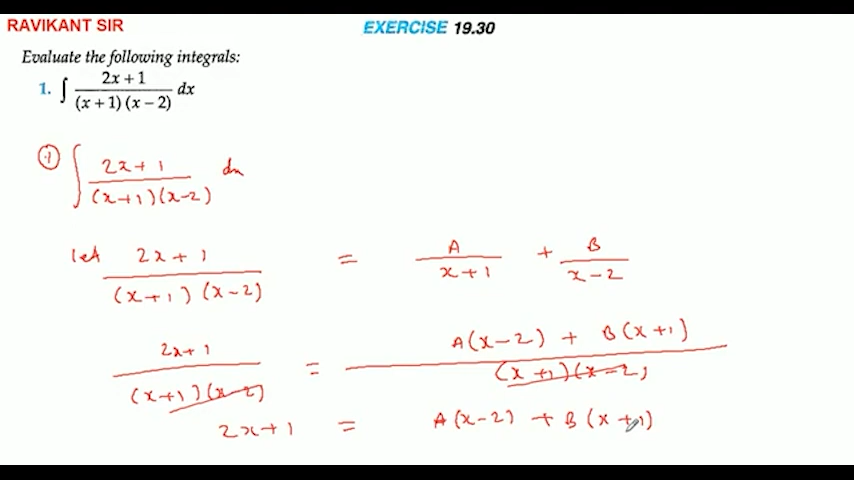 RAVIKANT SIR
EXERCISE 19.30
Evaluate the following integrals:
1. ∫ (2x + 1)/((x + 1)(x − 2)) dx
① ∫ (2x + 1)/((x+1)(x−2)) dx
let (2x + 1)/((x+1)(x−2)) = A/(x+1) + B/(x−2)
(2x+1)/((x+1)(x−2)) = (A(x−2) + B(x+1))/((x+1)(x−2))
2x+1 = A(x−2) + B(x+1)